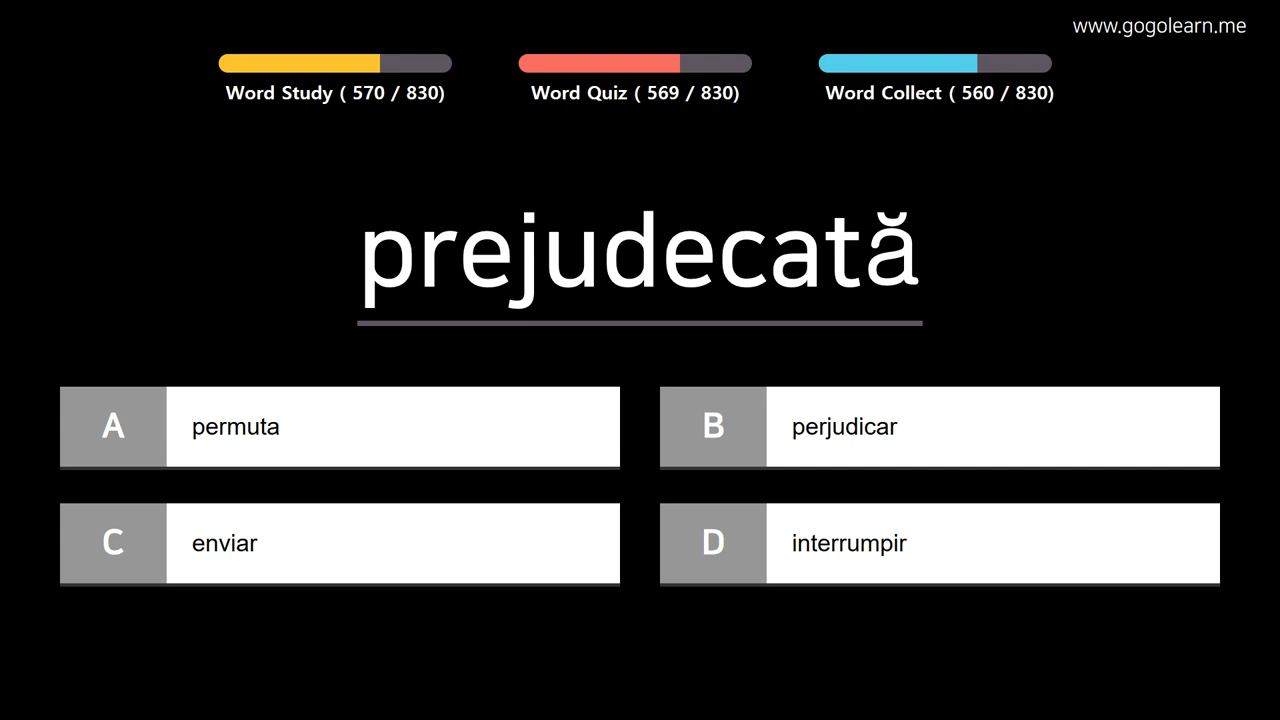 www.gogolearn.me
Word Study ( 570 / 830)
Word Quiz ( 569 / 830)
Word Collect ( 560 / 830)
prejudecată
A permuta
B perjudicar
C enviar
D interrumpir